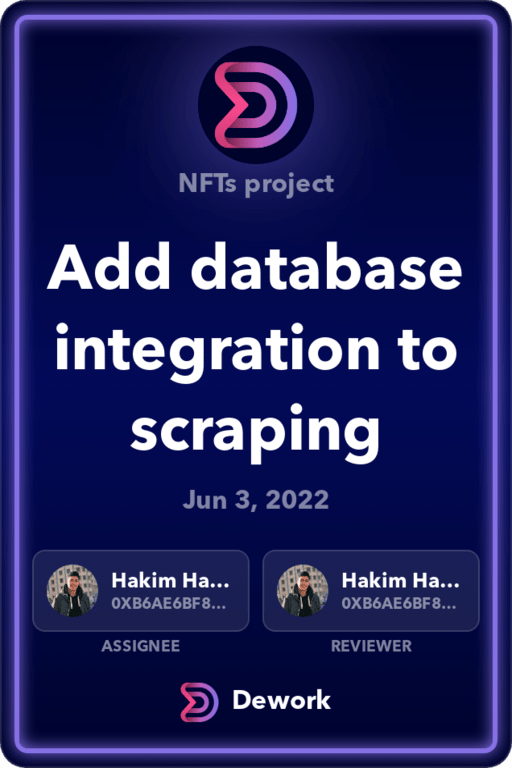 NFTs project
Add database
integration to
scraping
Jun 3, 2022
Hakim Ha...
0XB6AE6BF8...
Hakim Ha...
0XB6AE6BF8...
ASSIGNEE
REVIEWER
Dework